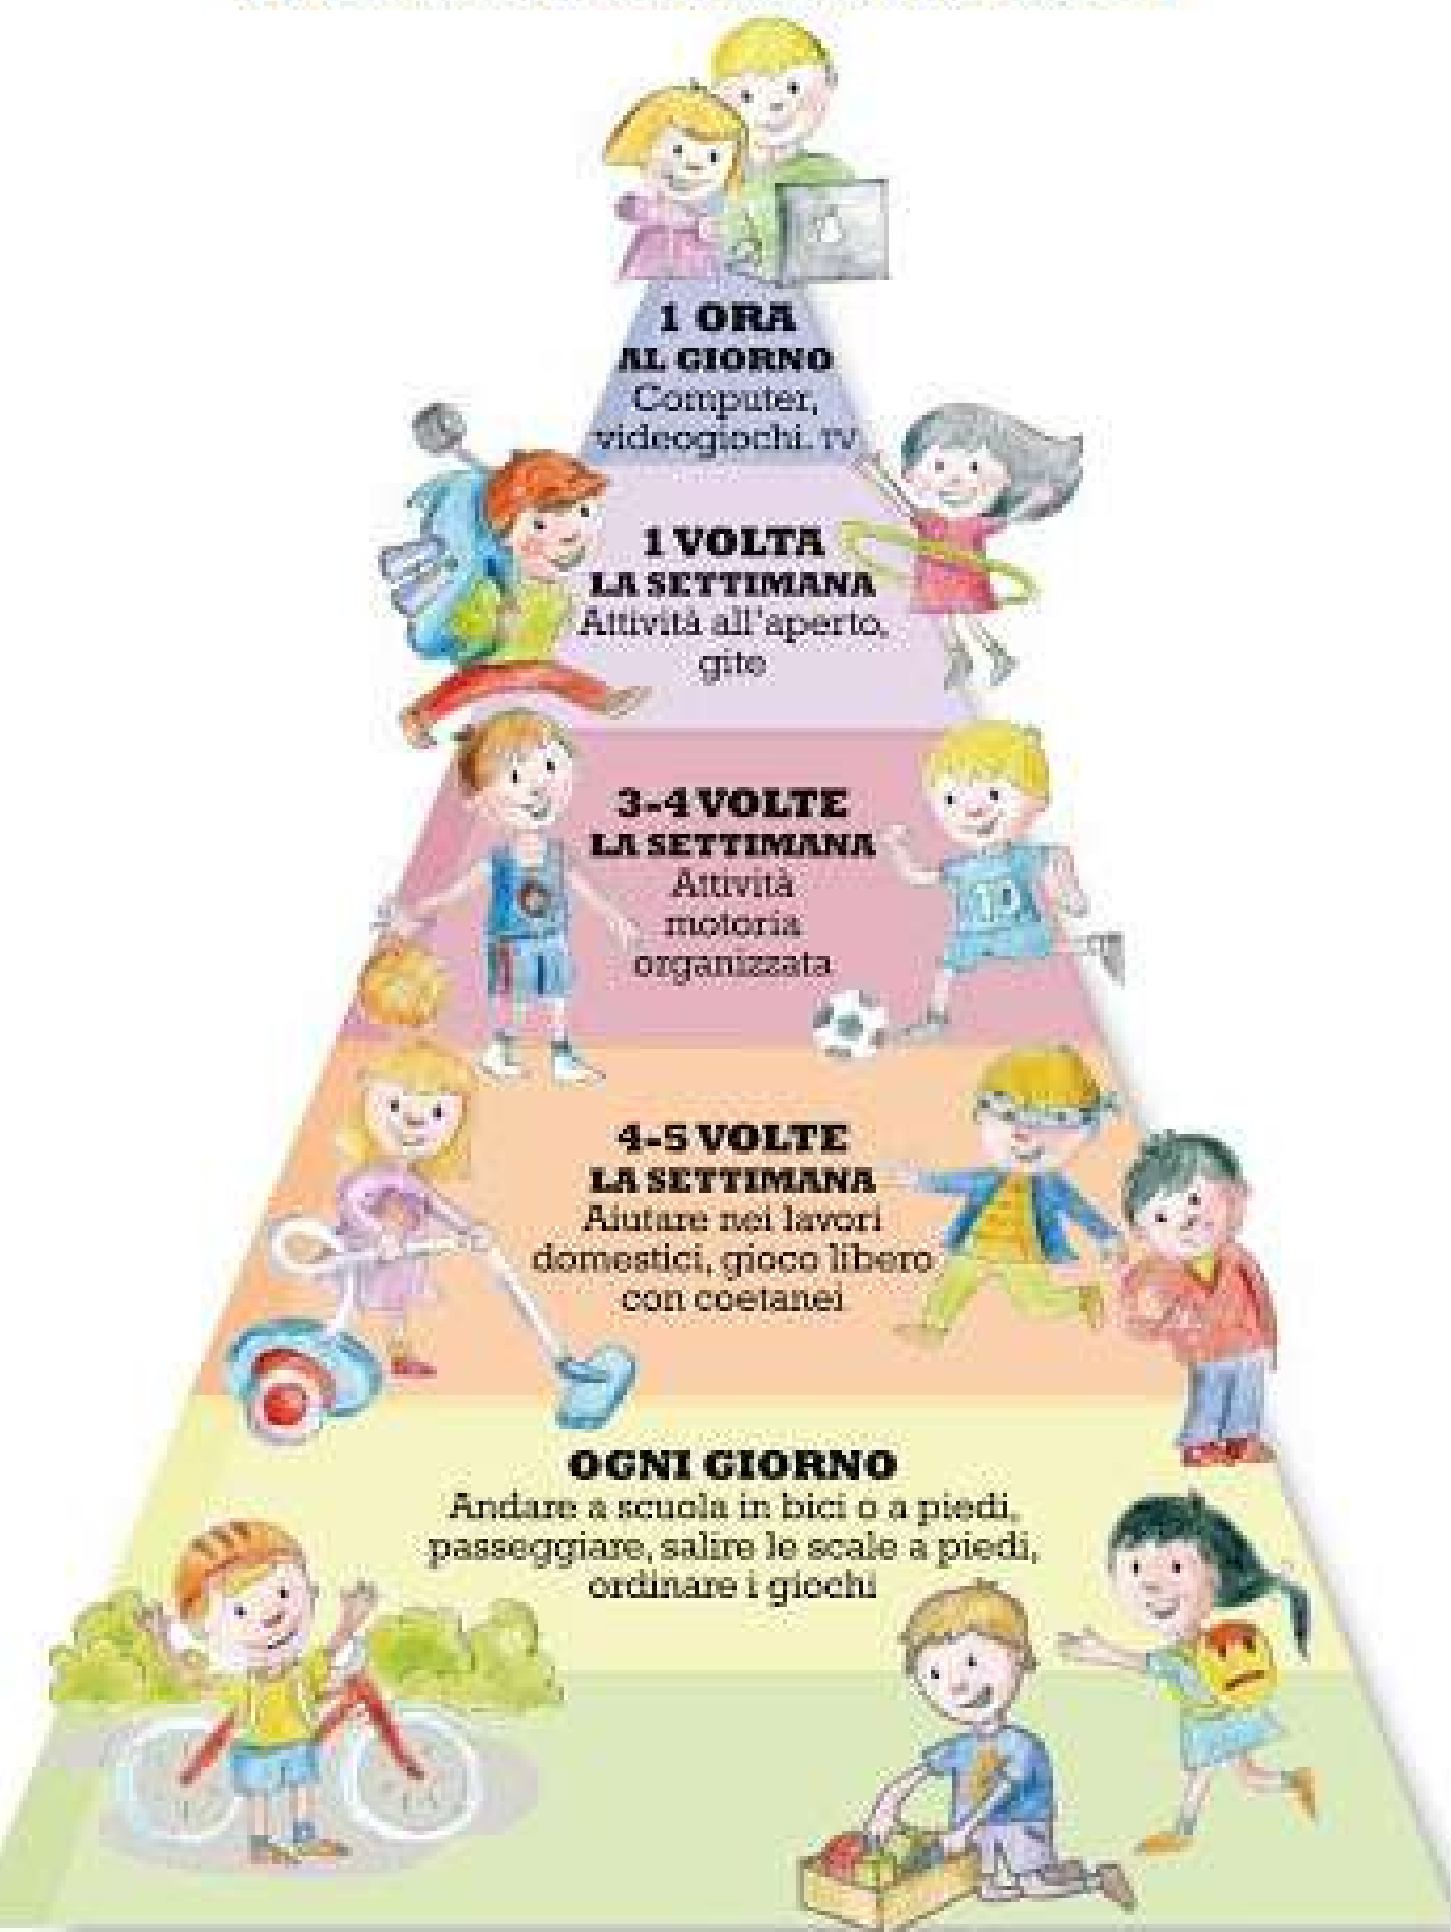 1 ORA
AL GIORNO
Computer,
videogiochi. TV
1 VOLTA
LA SETTIMANA
Attività all'aperto,
gite
3-4 VOLTE
LA SETTIMANA
Attività
motoria
organizzata
10
4-5 VOLTE
LA SETTIMANA
Aiutare nei lavori
domestici, gioco libero
con coetanei
OGNI GIORNO
Andare a scuola in bici o a piedi,
passeggiare, salire le scale a piedi,
ordinare i giochi